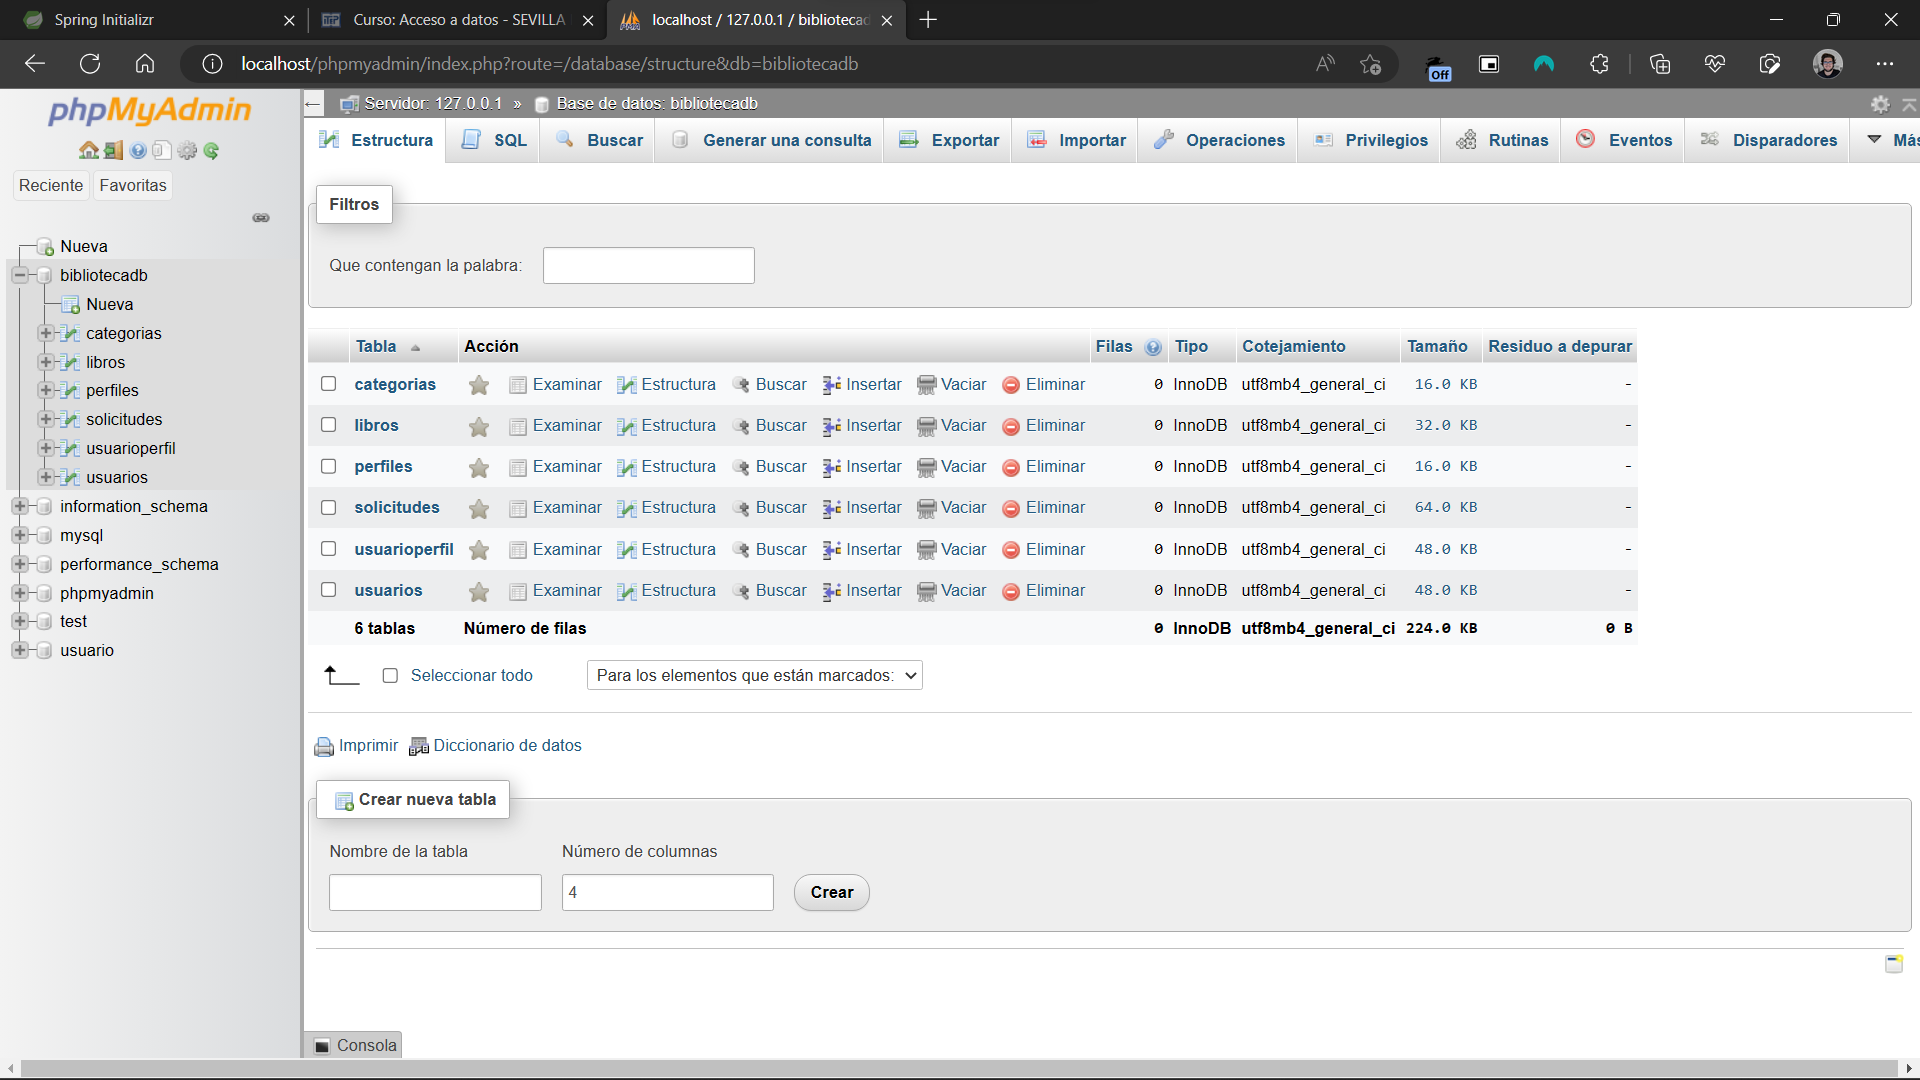 Spring Initializr
Curso: Acceso a datos - SEVILLA
localhost / 127.0.0.1 / bibliotecad
localhost/phpmyadmin/index.php?route=/database/structure&db=bibliotecadb
Off
phpMyAdmin
Reciente Favoritas
Nueva
bibliotecadb
Nueva
categorias
libros
perfiles
solicitudes
usuarioperfil
usuarios
information_schema
mysql
performance_schema
phpmyadmin
test
usuario
Servidor: 127.0.0.1 » Base de datos: bibliotecadb
Estructura SQL Buscar Generar una consulta Exportar Importar Operaciones Privilegios Rutinas Eventos Disparadores Más
Filtros
Que contengan la palabra:
Tabla Acción Filas Tipo Cotejamiento Tamaño Residuo a depurar
categorias Examinar Estructura Buscar Insertar Vaciar Eliminar 0 InnoDB utf8mb4_general_ci 16.0 KB -
libros Examinar Estructura Buscar Insertar Vaciar Eliminar 0 InnoDB utf8mb4_general_ci 32.0 KB -
perfiles Examinar Estructura Buscar Insertar Vaciar Eliminar 0 InnoDB utf8mb4_general_ci 16.0 KB -
solicitudes Examinar Estructura Buscar Insertar Vaciar Eliminar 0 InnoDB utf8mb4_general_ci 64.0 KB -
usuarioperfil Examinar Estructura Buscar Insertar Vaciar Eliminar 0 InnoDB utf8mb4_general_ci 48.0 KB -
usuarios Examinar Estructura Buscar Insertar Vaciar Eliminar 0 InnoDB utf8mb4_general_ci 48.0 KB -
6 tablas Número de filas 0 InnoDB utf8mb4_general_ci 224.0 KB 0 B
Seleccionar todo Para los elementos que están marcados:
Imprimir Diccionario de datos
Crear nueva tabla
Nombre de la tabla Número de columnas
4 Crear
Consola